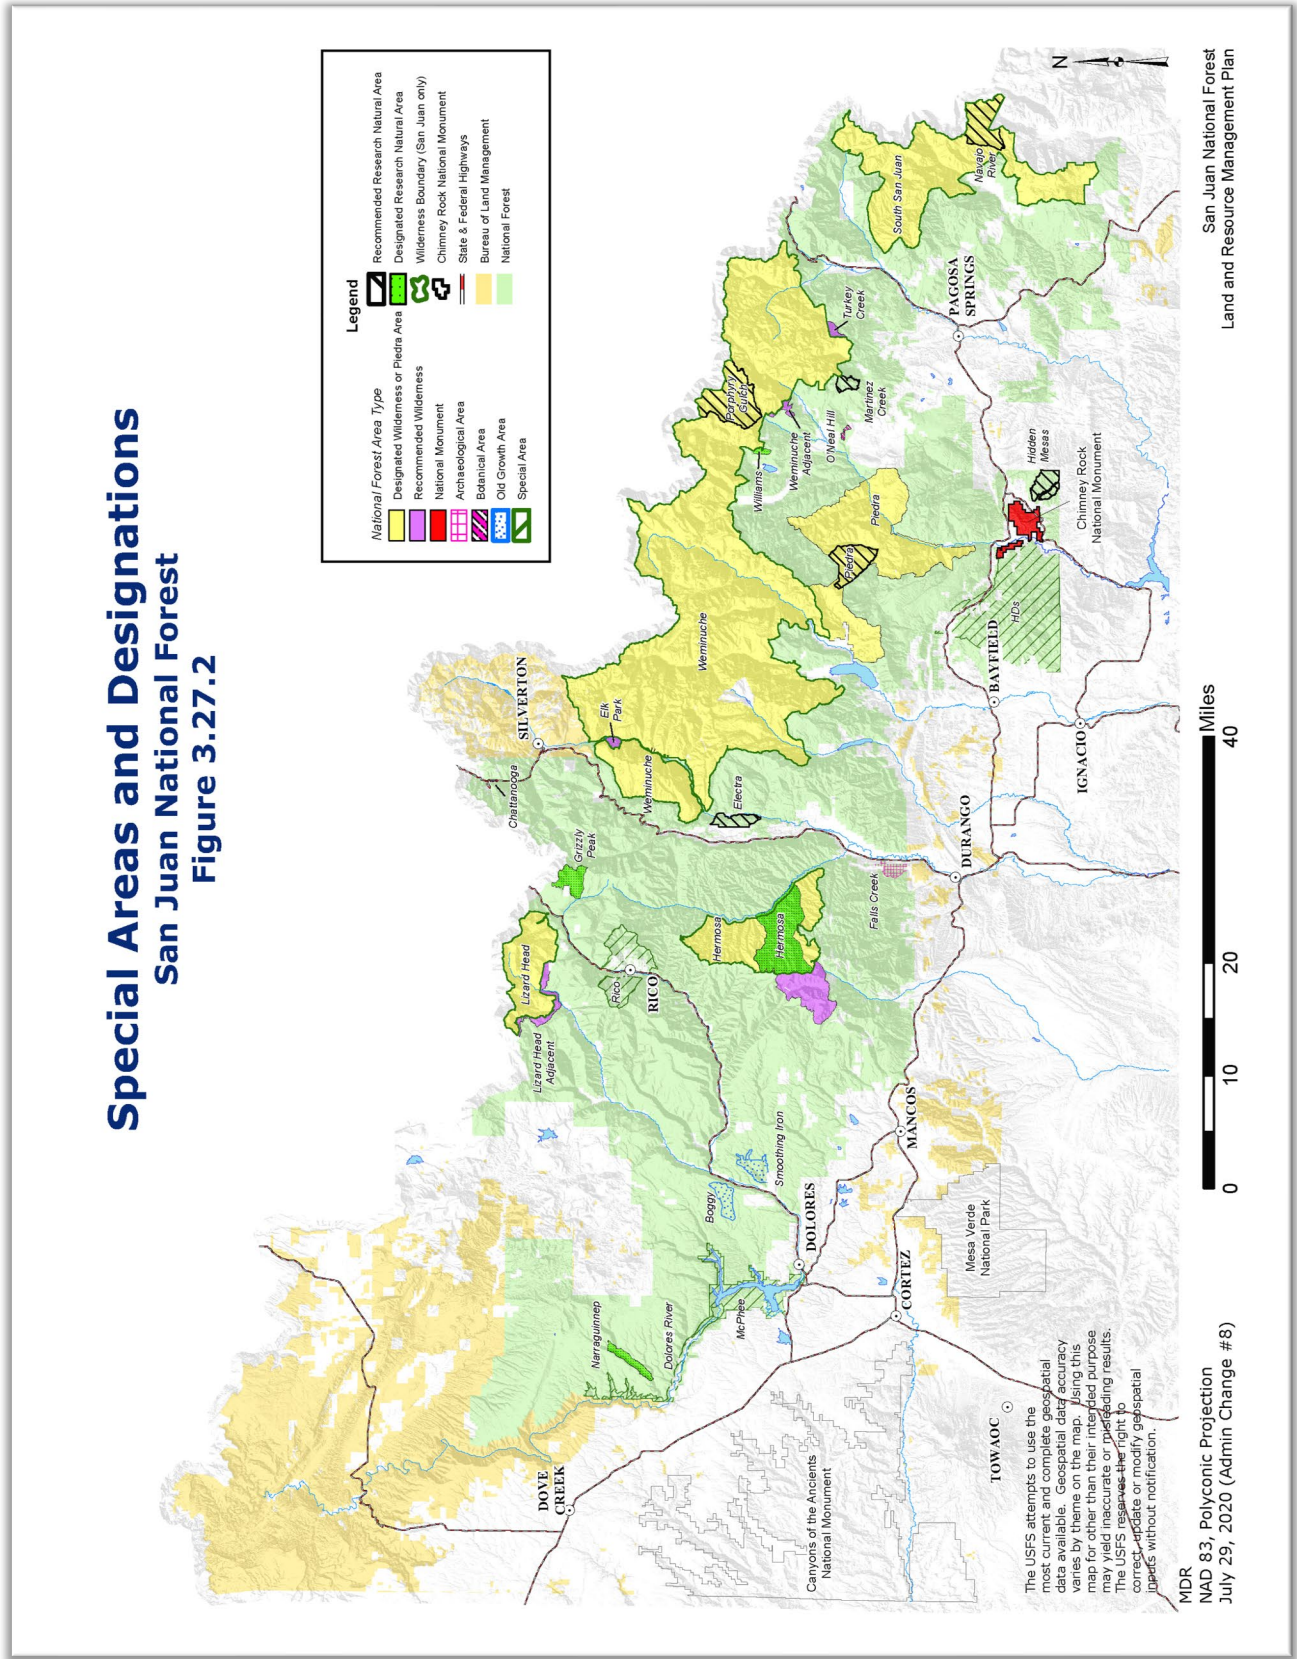 Special Areas and Designations
San Juan National Forest
Figure 3.27.2
Legend
National Forest Area Type
Designated Wilderness or Piedra Area
Recommended Wilderness
National Monument
Archaeological Area
Botanical Area
Old Growth Area
Special Area
Recommended Research Natural Area
Designated Research Natural Area
Wilderness Boundary (San Juan only)
Chimney Rock National Monument
State & Federal Highways
Bureau of Land Management
National Forest
N
SILVERTON
Chattanooga
Elk
Park
Weminuche
Weminuche
Electra
Grizzly
Peak
Lizard Head
Lizard Head
Adjacent
Rico
RICO
Hermosa
Hermosa
Falls Creek
DURANGO
Porphyry
Gulch
Williams
Weminuche
Adjacent
O'Neal Hill
Turkey
Creek
Martinez
Creek
Piedra
Piedra
South San Juan
Navajo
River
PAGOSA
SPRINGS
Hidden
Mesas
Chimney Rock
National Monument
HDs
BAYFIELD
IGNACIO
Narraguinnep
Dolores River
McPhee
Boggy
Smoothing Iron
DOLORES
MANCOS
CORTEZ
Mesa Verde
National Park
DOVE
CREEK
Canyons of the Ancients
National Monument
TOWAOC
The USFS attempts to use the
most current and complete geospatial
data available. Geospatial data accuracy
varies by theme on the map. Using this
map for other than their intended purpose
may yield inaccurate or misleading results.
The USFS reserves the right to
correct, update or modify geospatial
inputs without notification.
MDR
NAD 83, Polyconic Projection
July 29, 2020 (Admin Change #8)
0 10 20 40
Miles
San Juan National Forest
Land and Resource Management Plan